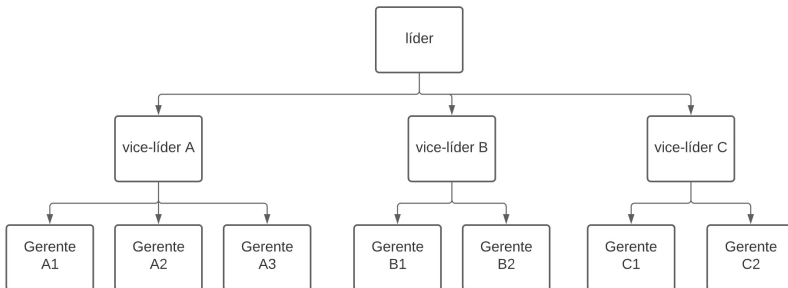 líder
vice-líder A
vice-líder B
vice-líder C
Gerente
A1
Gerente
A2
Gerente
A3
Gerente
B1
Gerente
B2
Gerente
C1
Gerente
C2